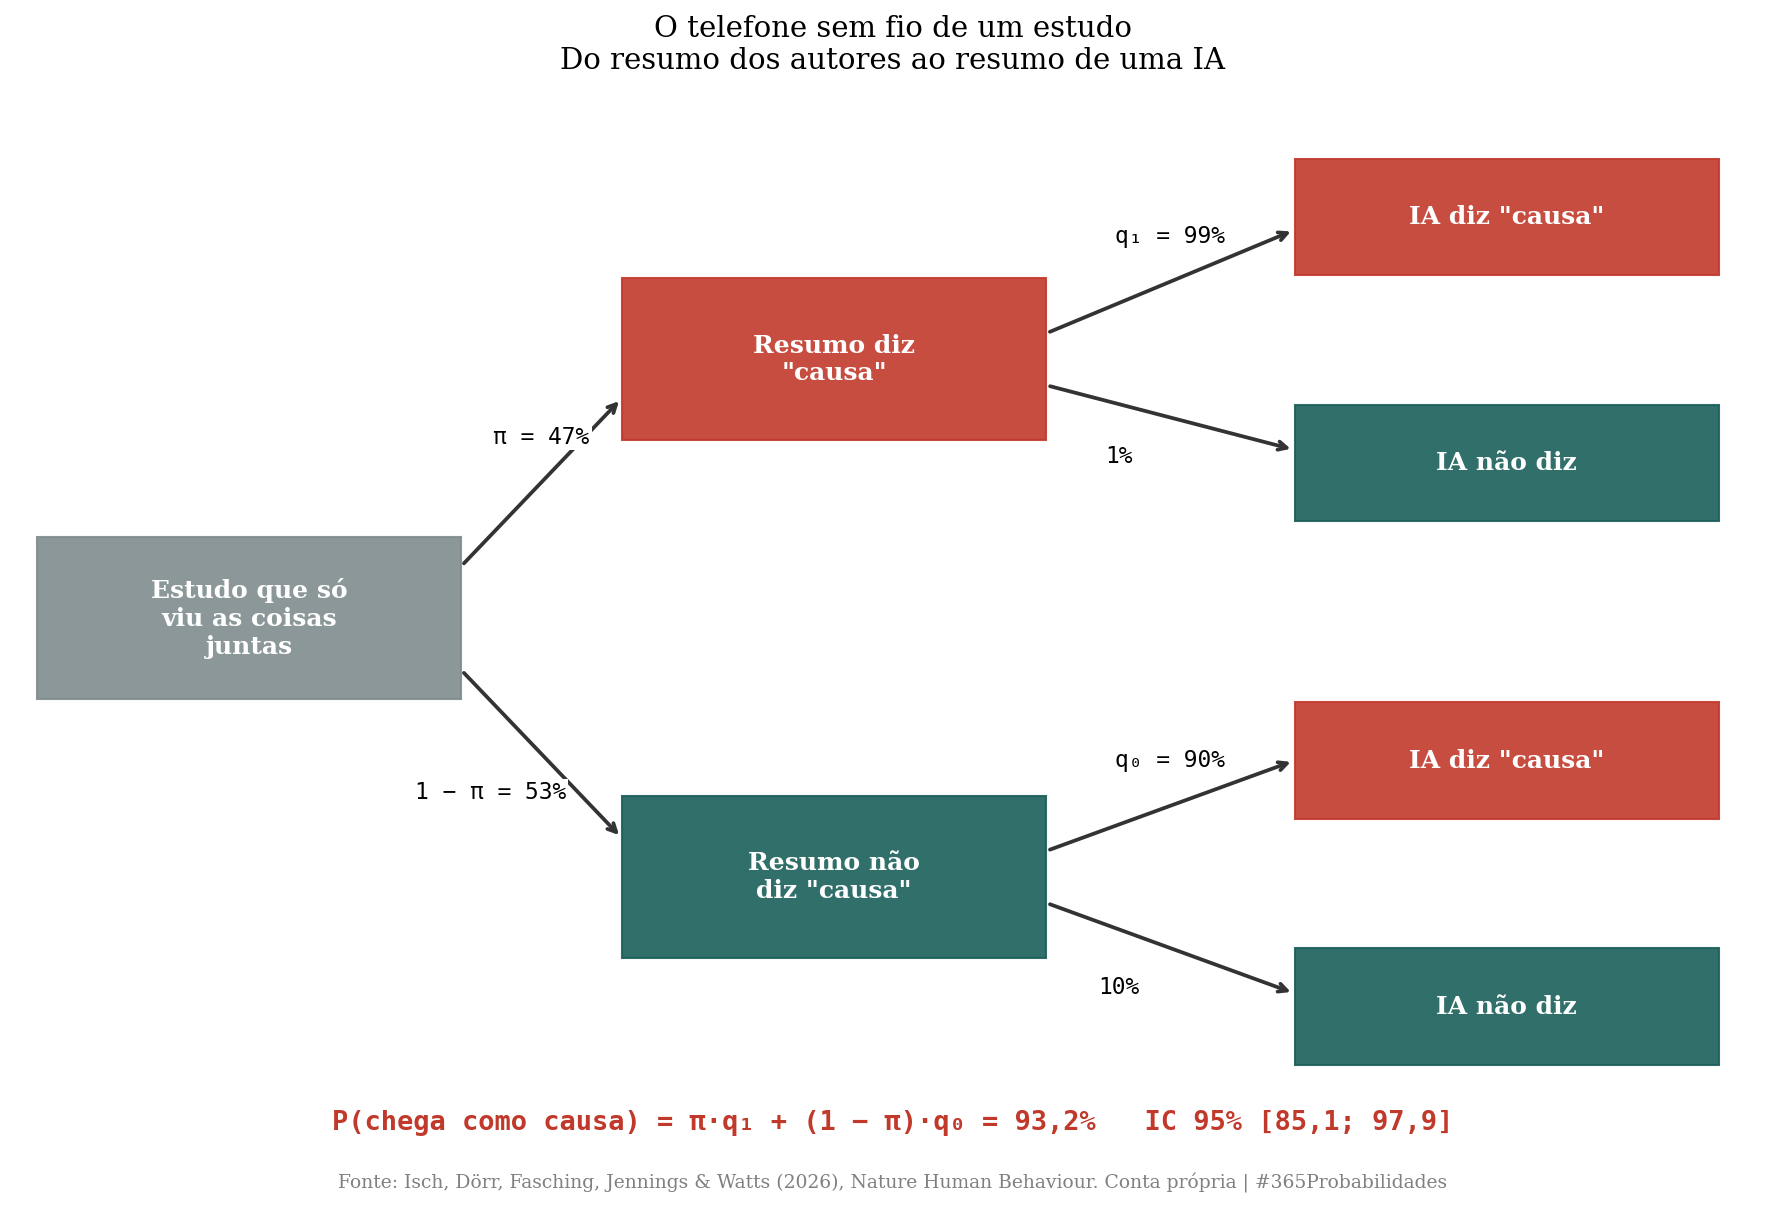 O telefone sem fio de um estudo
Do resumo dos autores ao resumo de uma IA
IA diz "causa"
q₁ = 99%
Resumo diz
"causa"
1%
IA não diz
π = 47%
Estudo que só
viu as coisas
juntas
1 − π = 53%
IA diz "causa"
q₀ = 90%
Resumo não
diz "causa"
10%
IA não diz
P(chega como causa) = π·q₁ + (1 − π)·q₀ = 93,2% IC 95% [85,1; 97,9]
Fonte: Isch, Dörr, Fasching, Jennings & Watts (2026), Nature Human Behaviour. Conta própria | #365Probabilidades